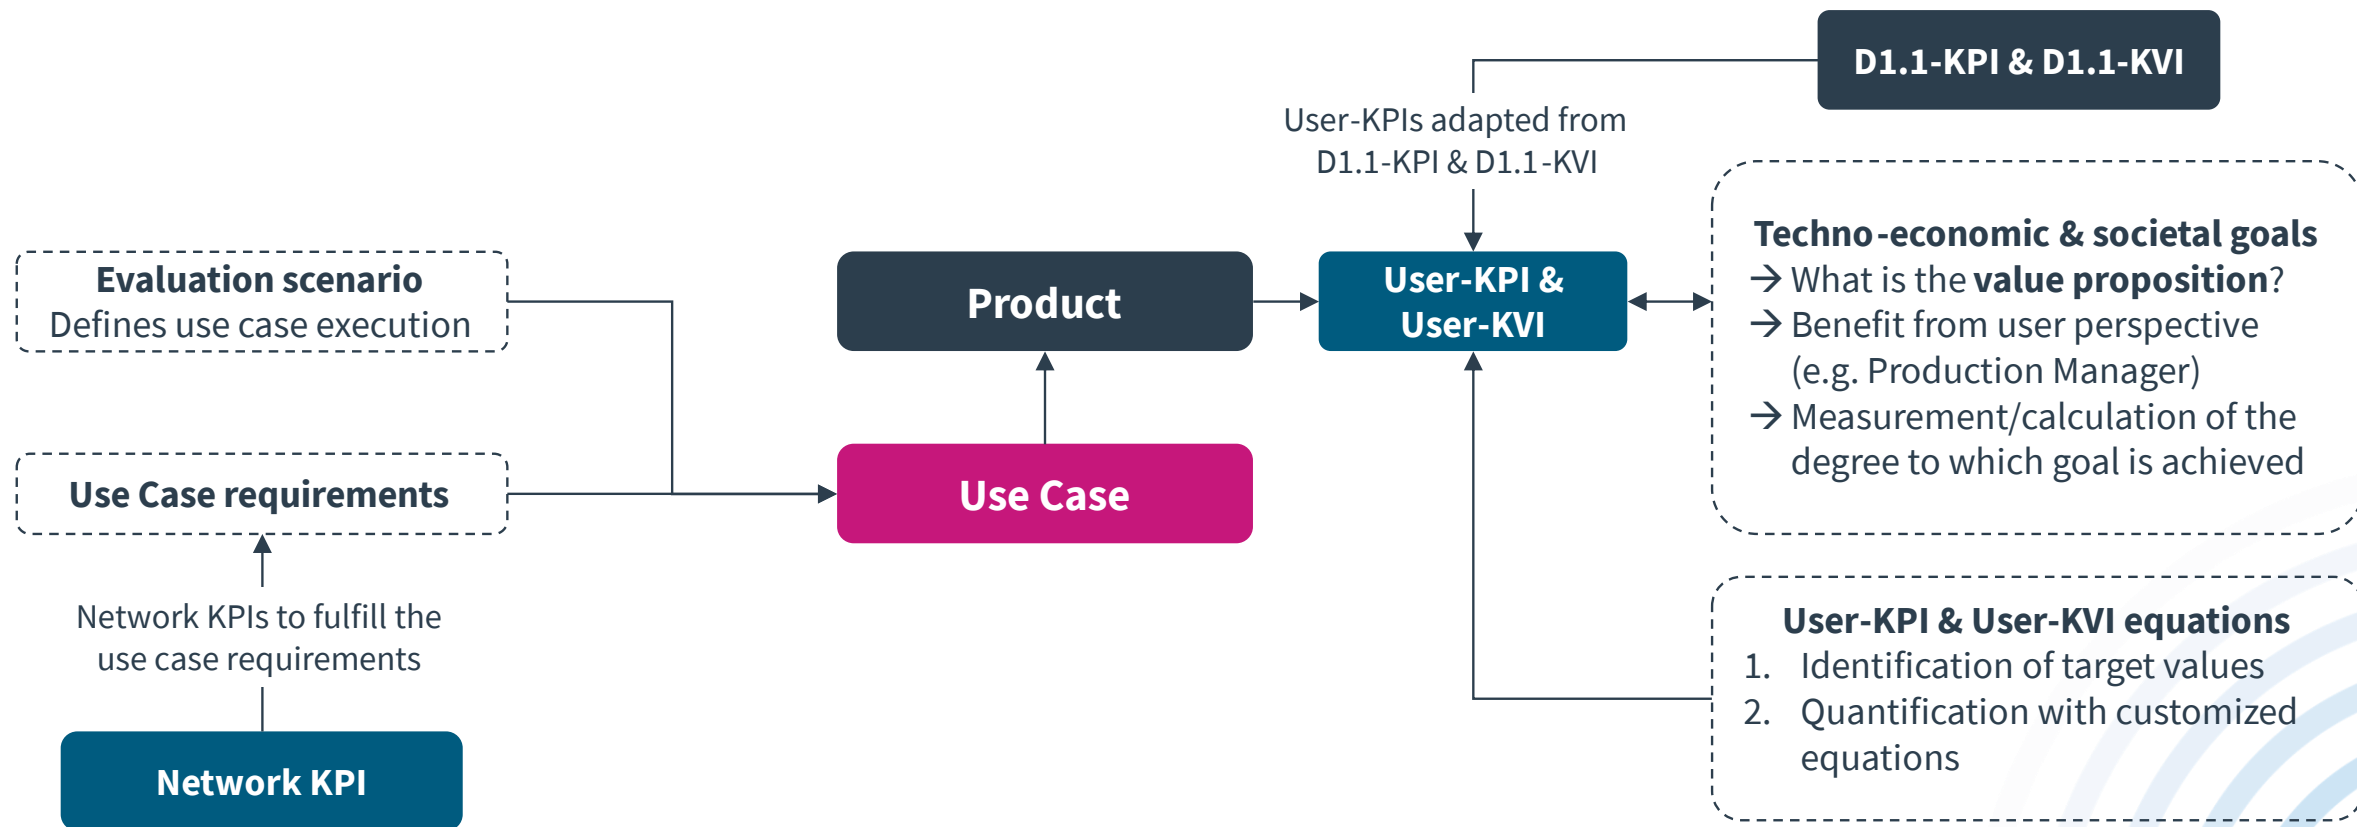 D1.1-KPI & D1.1-KVI
User-KPIs adapted from
D1.1-KPI & D1.1-KVI
Evaluation scenario
Defines use case execution
Product
User-KPI &
User-KVI
Techno-economic & societal goals
→ What is the value proposition?
→ Benefit from user perspective
(e.g. Production Manager)
→ Measurement/calculation of the
degree to which goal is achieved
Use Case requirements
Use Case
Network KPIs to fulfill the
use case requirements
Network KPI
User-KPI & User-KVI equations
1. Identification of target values
2. Quantification with customized
equations